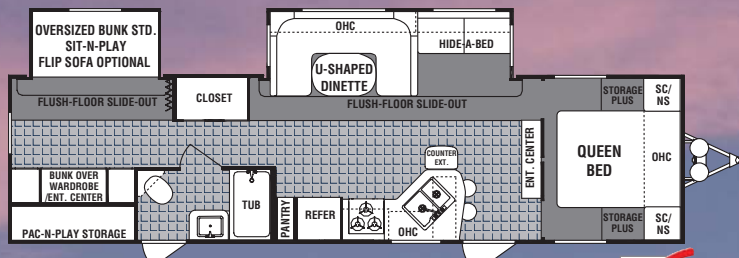 OVERSIZED BUNK STD.
SIT-N-PLAY
FLIP SOFA OPTIONAL
OHC
HIDE-A-BED
U-SHAPED
DINETTE
FLUSH-FLOOR SLIDE-OUT
CLOSET
FLUSH-FLOOR SLIDE-OUT
STORAGE
PLUS
SC/
NS
COUNTER
EXT.
ENT. CENTER
QUEEN
BED
OHC
BUNK OVER
WARDROBE
/ENT. CENTER
TUB
PANTRY
REFER
OHC
STORAGE
PLUS
SC/
NS
PAC-N-PLAY STORAGE